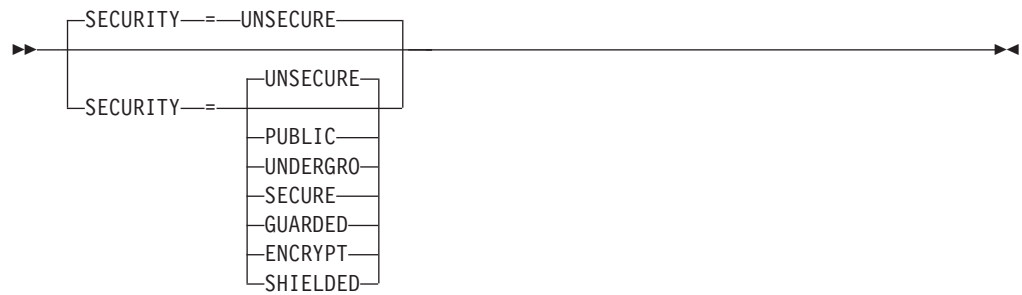 SECURITY = UNSECURE
UNSECURE
SECURITY =
PUBLIC
UNDERGRO
SECURE
GUARDED
ENCRYPT
SHIELDED